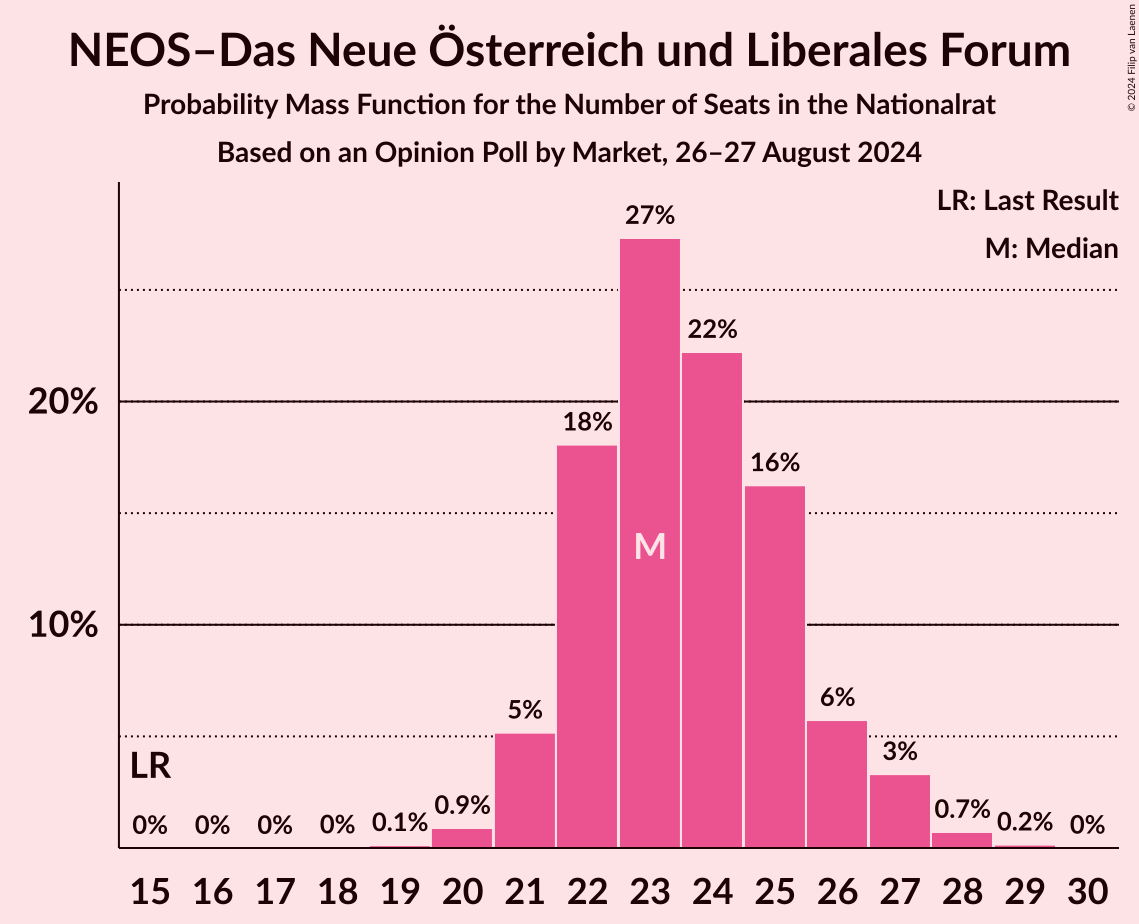 NEOS–Das Neue Österreich und Liberales Forum
Probability Mass Function for the Number of Seats in the Nationalrat
Based on an Opinion Poll by Market, 26–27 August 2024
© 2024 Filip van Laenen
LR: Last Result
M: Median
27%
22%
20%
18%
16%
M
10%
6%
5%
3%
LR
0.9%
0.7%
0% 0% 0% 0% 0.1% 0.2% 0%
15 16 17 18 19 20 21 22 23 24 25 26 27 28 29 30